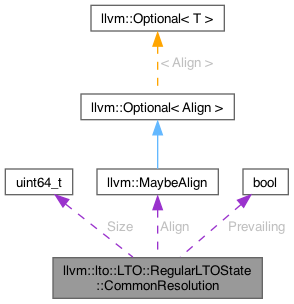 llvm::Optional< T >
< Align >
llvm::Optional< Align >
uint64_t
llvm::MaybeAlign
bool
Size
Align
Prevailing
llvm::lto::LTO::RegularLTOState
::CommonResolution